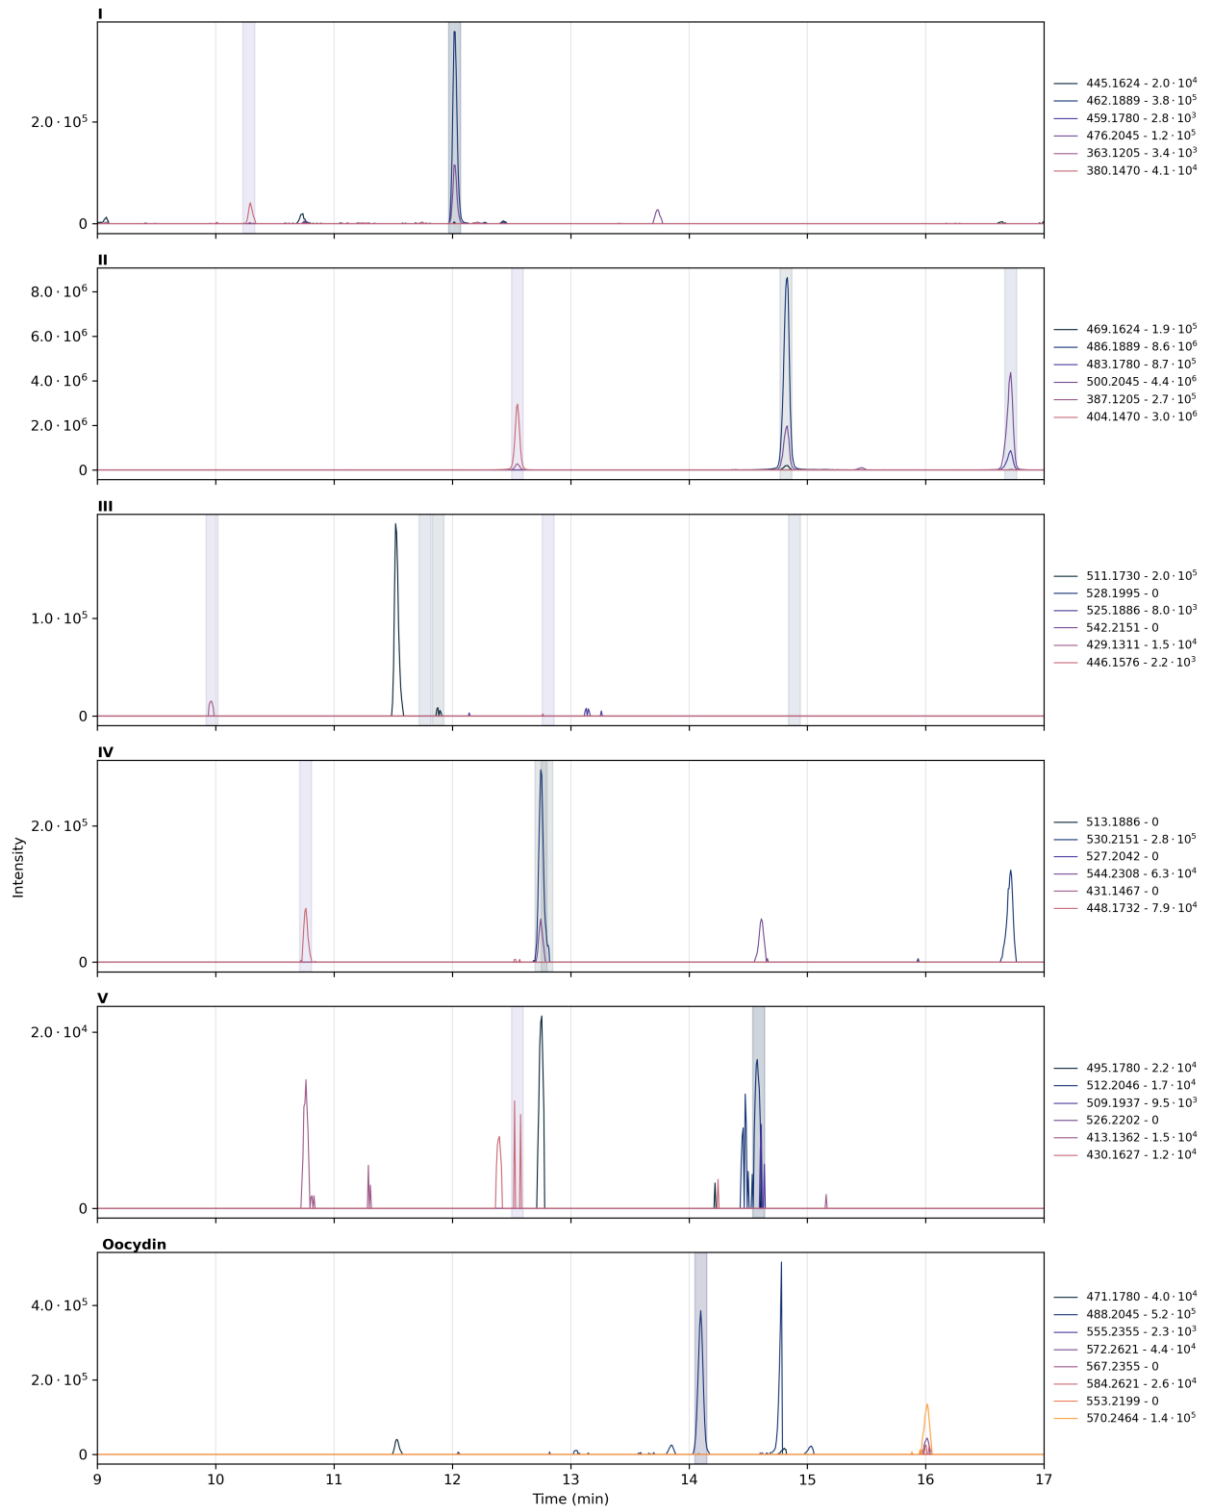 I
2.0 · 10⁵
0
445.1624 - 2.0 · 10⁴
462.1889 - 3.8 · 10⁵
459.1780 - 2.8 · 10³
476.2045 - 1.2 · 10⁵
363.1205 - 3.4 · 10³
380.1470 - 4.1 · 10⁴
II
8.0 · 10⁶
6.0 · 10⁶
4.0 · 10⁶
2.0 · 10⁶
0
469.1624 - 1.9 · 10⁵
486.1889 - 8.6 · 10⁶
483.1780 - 8.7 · 10⁵
500.2045 - 4.4 · 10⁶
387.1205 - 2.7 · 10⁵
404.1470 - 3.0 · 10⁶
III
1.0 · 10⁵
0
511.1730 - 2.0 · 10⁵
528.1995 - 0
525.1886 - 8.0 · 10³
542.2151 - 0
429.1311 - 1.5 · 10⁴
446.1576 - 2.2 · 10³
IV
2.0 · 10⁵
0
513.1886 - 0
530.2151 - 2.8 · 10⁵
527.2042 - 0
544.2308 - 6.3 · 10⁴
431.1467 - 0
448.1732 - 7.9 · 10⁴
Intensity
V
2.0 · 10⁴
0
495.1780 - 2.2 · 10⁴
512.2046 - 1.7 · 10⁴
509.1937 - 9.5 · 10³
526.2202 - 0
413.1362 - 1.5 · 10⁴
430.1627 - 1.2 · 10⁴
Oocydin
4.0 · 10⁵
2.0 · 10⁵
0
471.1780 - 4.0 · 10⁴
488.2045 - 5.2 · 10⁵
555.2355 - 2.3 · 10³
572.2621 - 4.4 · 10⁴
567.2355 - 0
584.2621 - 2.6 · 10⁴
553.2199 - 0
570.2464 - 1.4 · 10⁵
9 10 11 12 13 14 15 16 17
Time (min)